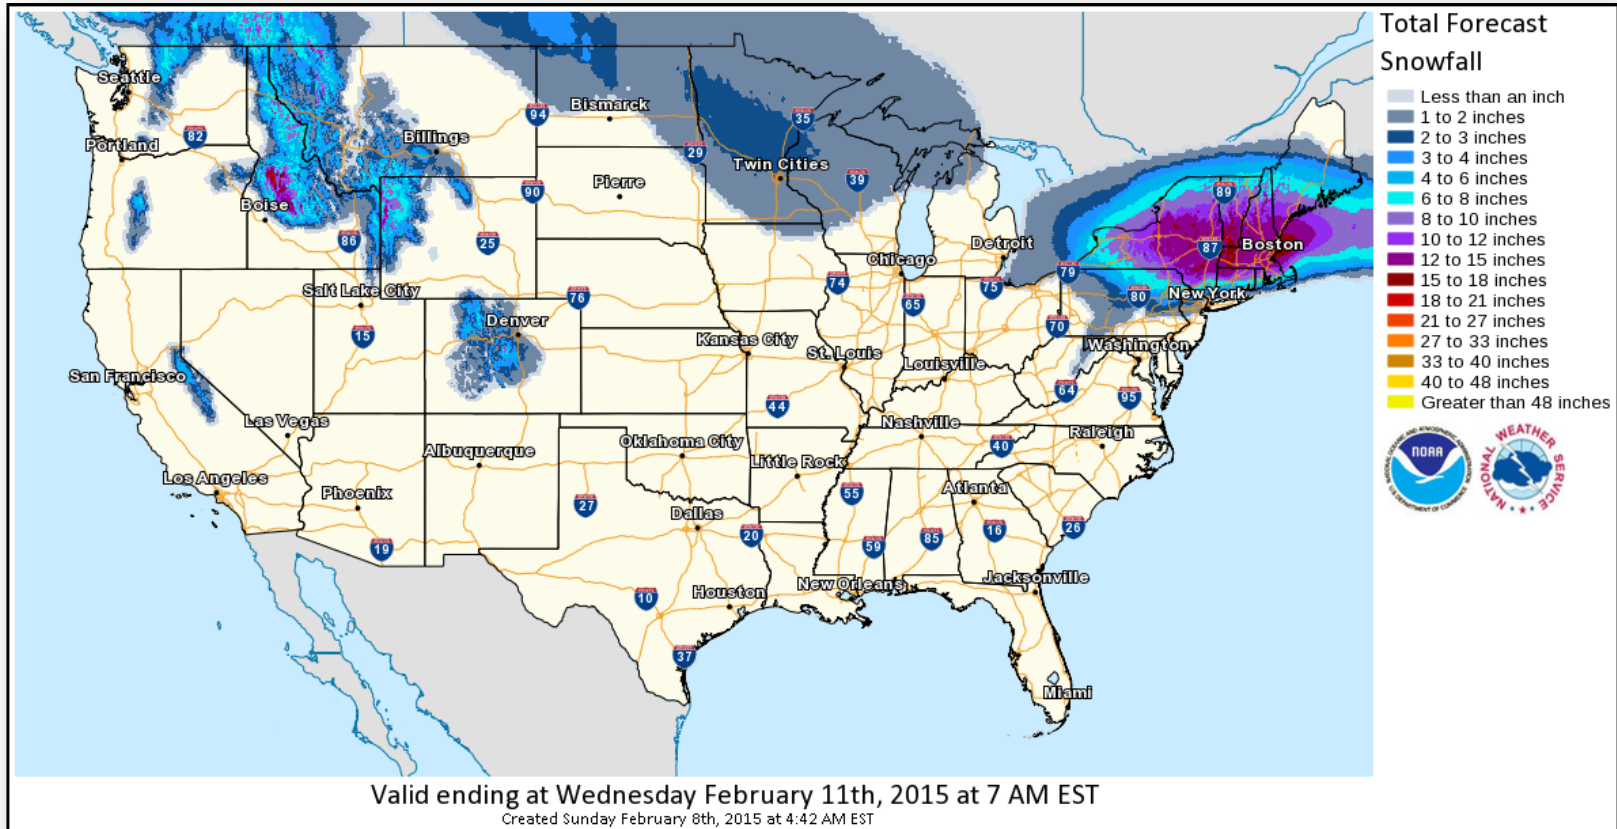 Total Forecast
Snowfall
Less than an inch
1 to 2 inches
2 to 3 inches
3 to 4 inches
4 to 6 inches
6 to 8 inches
8 to 10 inches
10 to 12 inches
12 to 15 inches
15 to 18 inches
18 to 21 inches
21 to 27 inches
27 to 33 inches
33 to 40 inches
40 to 48 inches
Greater than 48 inches
NOAA
NATIONAL WEATHER SERVICE
Seattle
94
Bismarck
35
82
Billings
Portland
29
Twin Cities
90
Pierre
39
89
Boise
86
25
87
Boston
Detroit
Chicago
79
74
75
Salt Lake City
76
65
80
New York
Denver
15
70
Kansas City
St. Louis
Washington
Louisville
San Francisco
64
95
44
Las Vegas
Nashville
Raleigh
Albuquerque
Oklahoma City
40
Little Rock
Los Angeles
Phoenix
55
Atlanta
27
Dallas
20
16
26
19
59
85
New Orleans
Jacksonville
10
Houston
37
Miami
Valid ending at Wednesday February 11th, 2015 at 7 AM EST
Created Sunday February 8th, 2015 at 4:42 AM EST